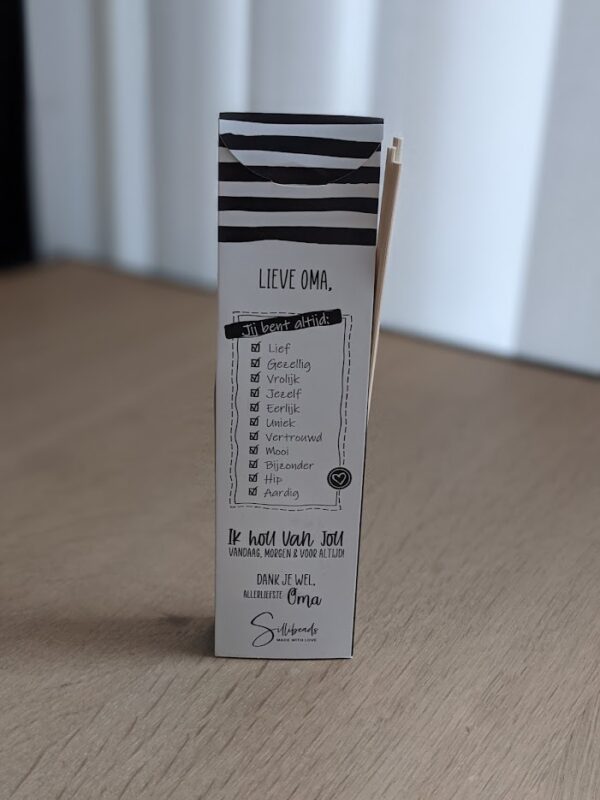 LIEVE OMA,
Jij bent altijd:
Lief
Gezellig
Vrolijk
Jezelf
Eerlijk
Uniek
Vertrouwd
Mooi
Bijzonder
Hip
Aardig
Ik hou van jou
VANDAAG, MORGEN & VOOR ALTIJD!
DANK JE WEL,
ALLERLIEFSTE Oma
Sillibeads
MADE WITH LOVE